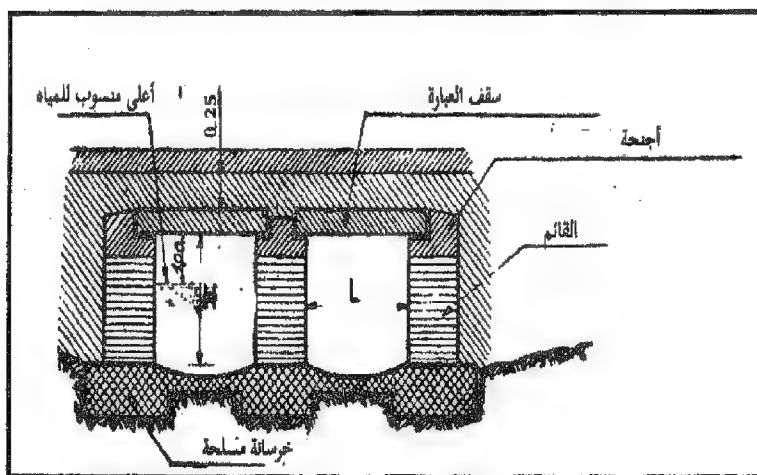 أعلى منسوب للمياه
0.25
سقف العبارة
أجنحة
القائم
L
خرسانة مسلحة